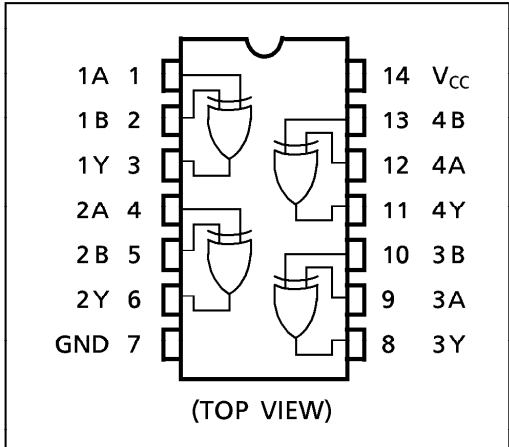 1A 1 14 VCC
1B 2 13 4B
1Y 3 12 4A
2A 4 11 4Y
2B 5 10 3B
2Y 6 9 3A
GND 7 8 3Y
(TOP VIEW)